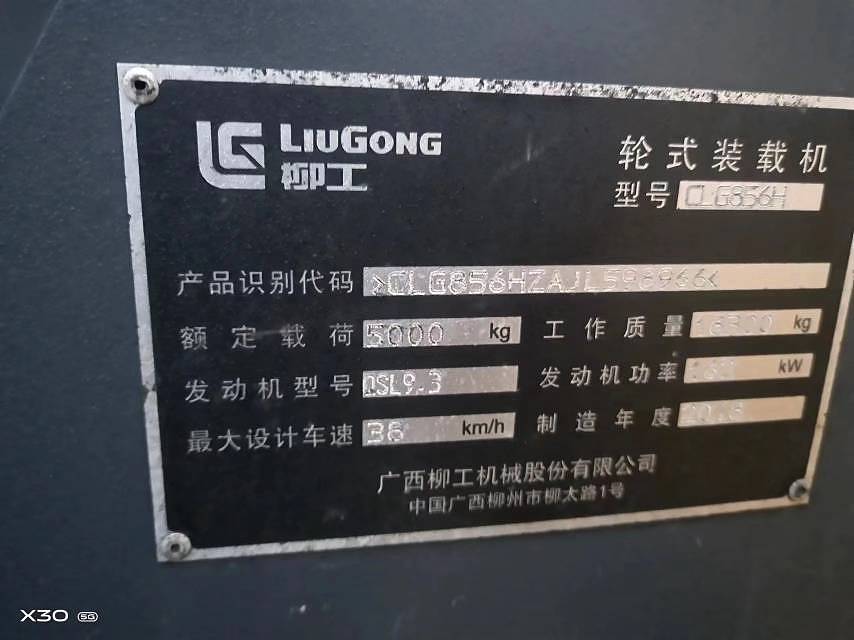 LG LIUGONG
柳工
轮式装载机
型号 CLG856H
产品识别代码 >CLG856HZAJL598966<
额定载荷 5000 kg 工作质量 kg
发动机型号 QSL9.3 发动机功率 kW
最大设计车速 38 km/h 制造年度
广西柳工机械股份有限公司
中国广西柳州市柳太路1号
X30 5G